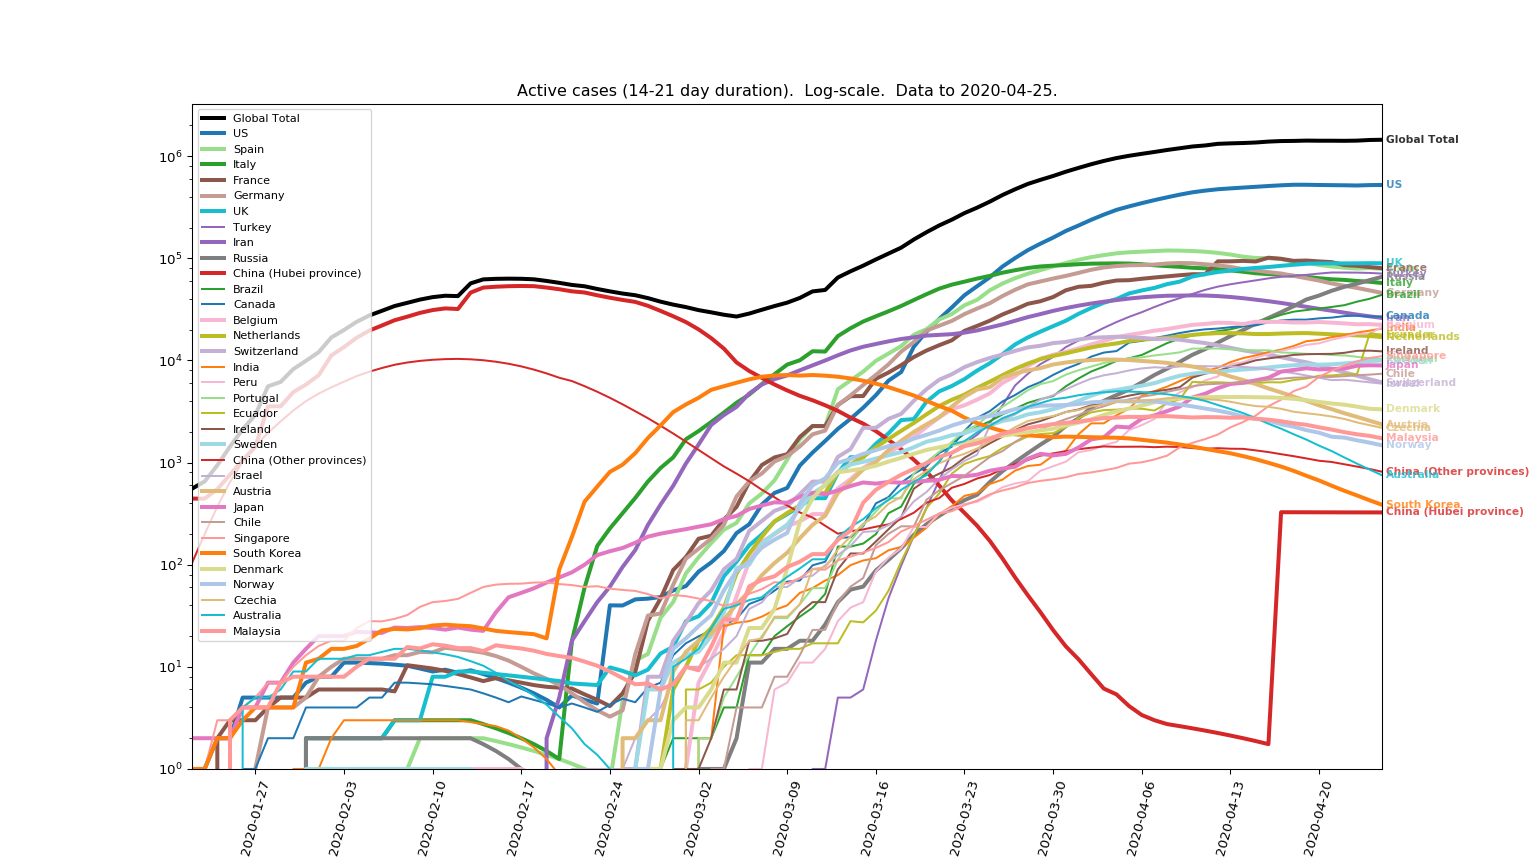 Active cases (14-21 day duration).  Log-scale.  Data to 2020-04-25.
Global Total
US
Spain
Italy
France
Germany
UK
Turkey
Iran
Russia
China (Hubei province)
Brazil
Canada
Belgium
Netherlands
Switzerland
India
Peru
Portugal
Ecuador
Ireland
Sweden
China (Other provinces)
Israel
Austria
Japan
Chile
Singapore
South Korea
Denmark
Norway
Czechia
Australia
Malaysia
10^6
10^5
10^4
10^3
10^2
10^1
10^0
Global Total
US
UK
France
Russia
Italy
Germany
Brazil
Canada
India
Netherlands
Ireland
Singapore
Japan
Chile
Switzerland
Denmark
Austria
Czechia
Malaysia
Norway
China (Other provinces)
Australia
South Korea
China (Hubei province)
2020-01-27
2020-02-03
2020-02-10
2020-02-17
2020-02-24
2020-03-02
2020-03-09
2020-03-16
2020-03-23
2020-03-30
2020-04-06
2020-04-13
2020-04-20